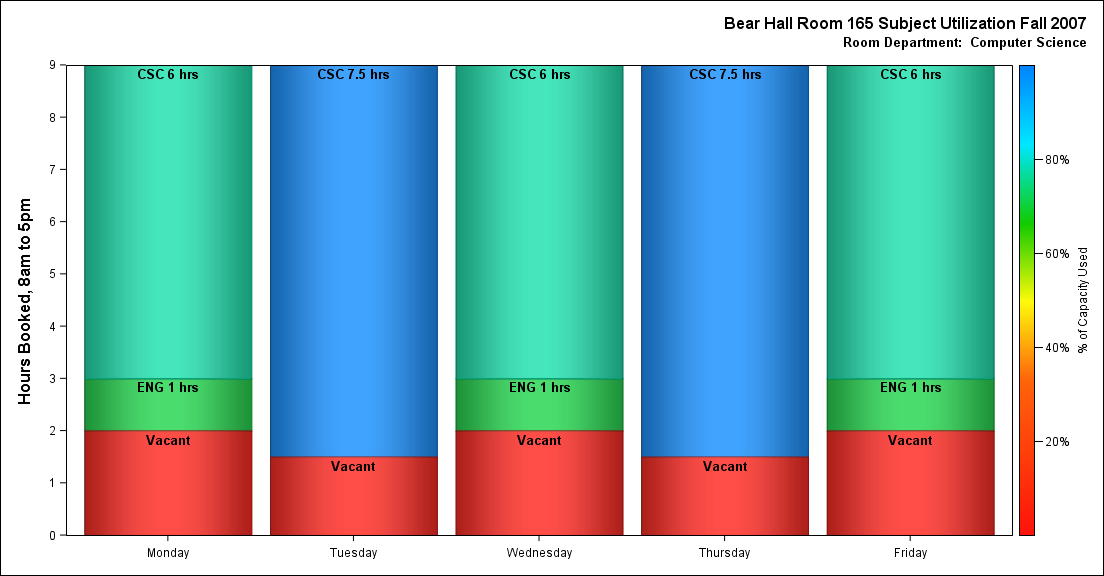 Bear Hall Room 165 Subject Utilization Fall 2007
Room Department:  Computer Science
Hours Booked, 8am to 5pm
9
8
7
6
5
4
3
2
1
0
CSC 6 hrs
ENG 1 hrs
Vacant
CSC 7.5 hrs
Vacant
CSC 6 hrs
ENG 1 hrs
Vacant
CSC 7.5 hrs
Vacant
CSC 6 hrs
ENG 1 hrs
Vacant
Monday
Tuesday
Wednesday
Thursday
Friday
80%
60%
40%
20%
% of Capacity Used